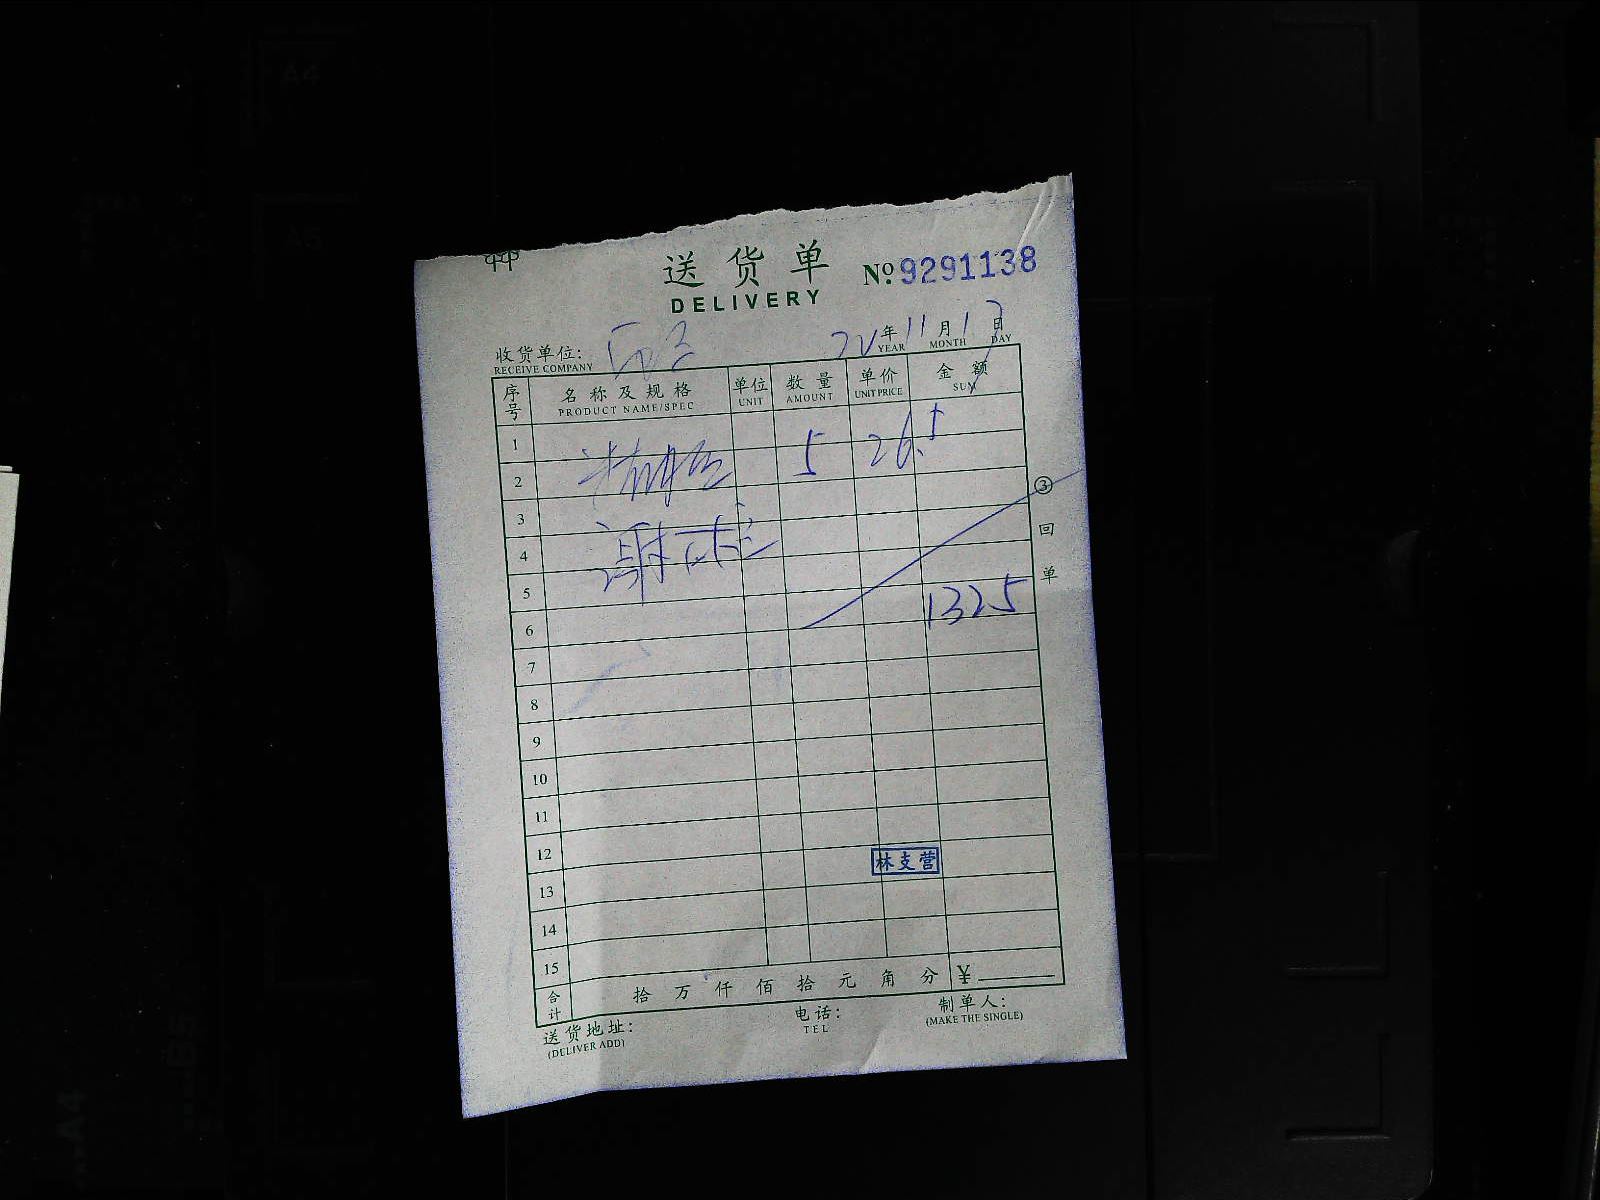 送货单 №9291138
DELIVERY
年 11 月 1 日
YEAR MONTH DAY
收货单位:
RECEIVE COMPANY
序号 名称及规格 单位 数量 单价 金额
PRODUCT NAME/SPEC UNIT AMOUNT UNIT PRICE SUM
1
2 5 26.5
3
4
5 1325
6
7
8
9
10
11
12
林支营
13
14
15
合计 拾 万 仟 佰 拾 元 角 分 ¥
送货地址: 电话: 制单人:
(DELIVER ADD) TEL (MAKE THE SINGLE)
③回单